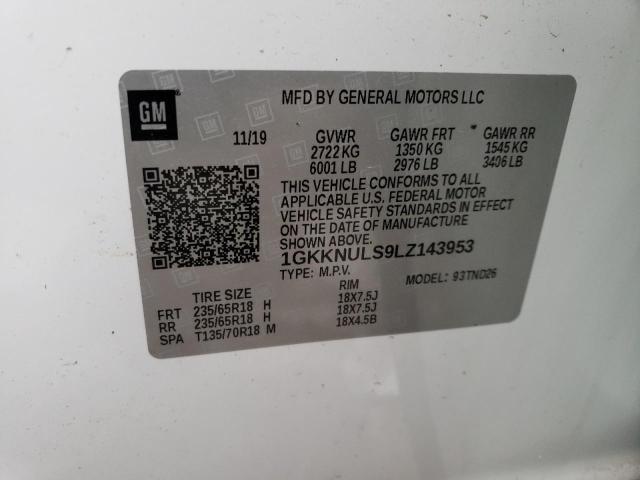 GM
MFD BY GENERAL MOTORS LLC
11/19 GVWR GAWR FRT GAWR RR
2722 KG 1350 KG 1545 KG
6001 LB 2976 LB 3406 LB
THIS VEHICLE CONFORMS TO ALL
APPLICABLE U.S. FEDERAL MOTOR
VEHICLE SAFETY STANDARDS IN EFFECT
ON THE DATE OF MANUFACTURE
SHOWN ABOVE.
1GKKNULS9LZ143953
TYPE: M.P.V. MODEL: 93TND26
TIRE SIZE RIM
FRT 235/65R18 H 18X7.5J
RR 235/65R18 H 18X7.5J
SPA T135/70R18 M 18X4.5B